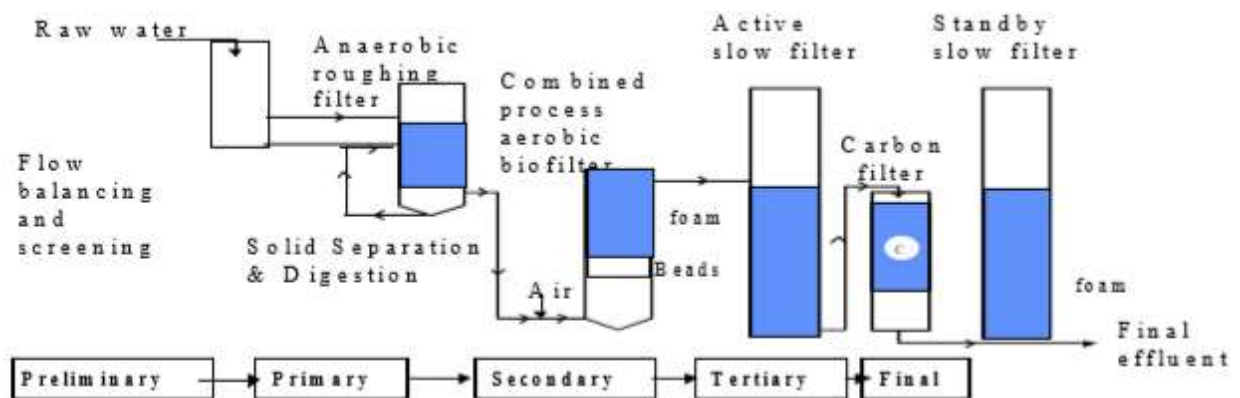 Raw water
Anaerobic
roughing
filter
Combined
process
aerobic
biofilter
Active
slow filter
Standby
slow filter
Carbon
filter
Flow
balancing
and
screening
Solid Separation
& Digestion
Air
foam
Beads
C
foam
Final
effluent
Preliminary
Primary
Secondary
Tertiary
Final